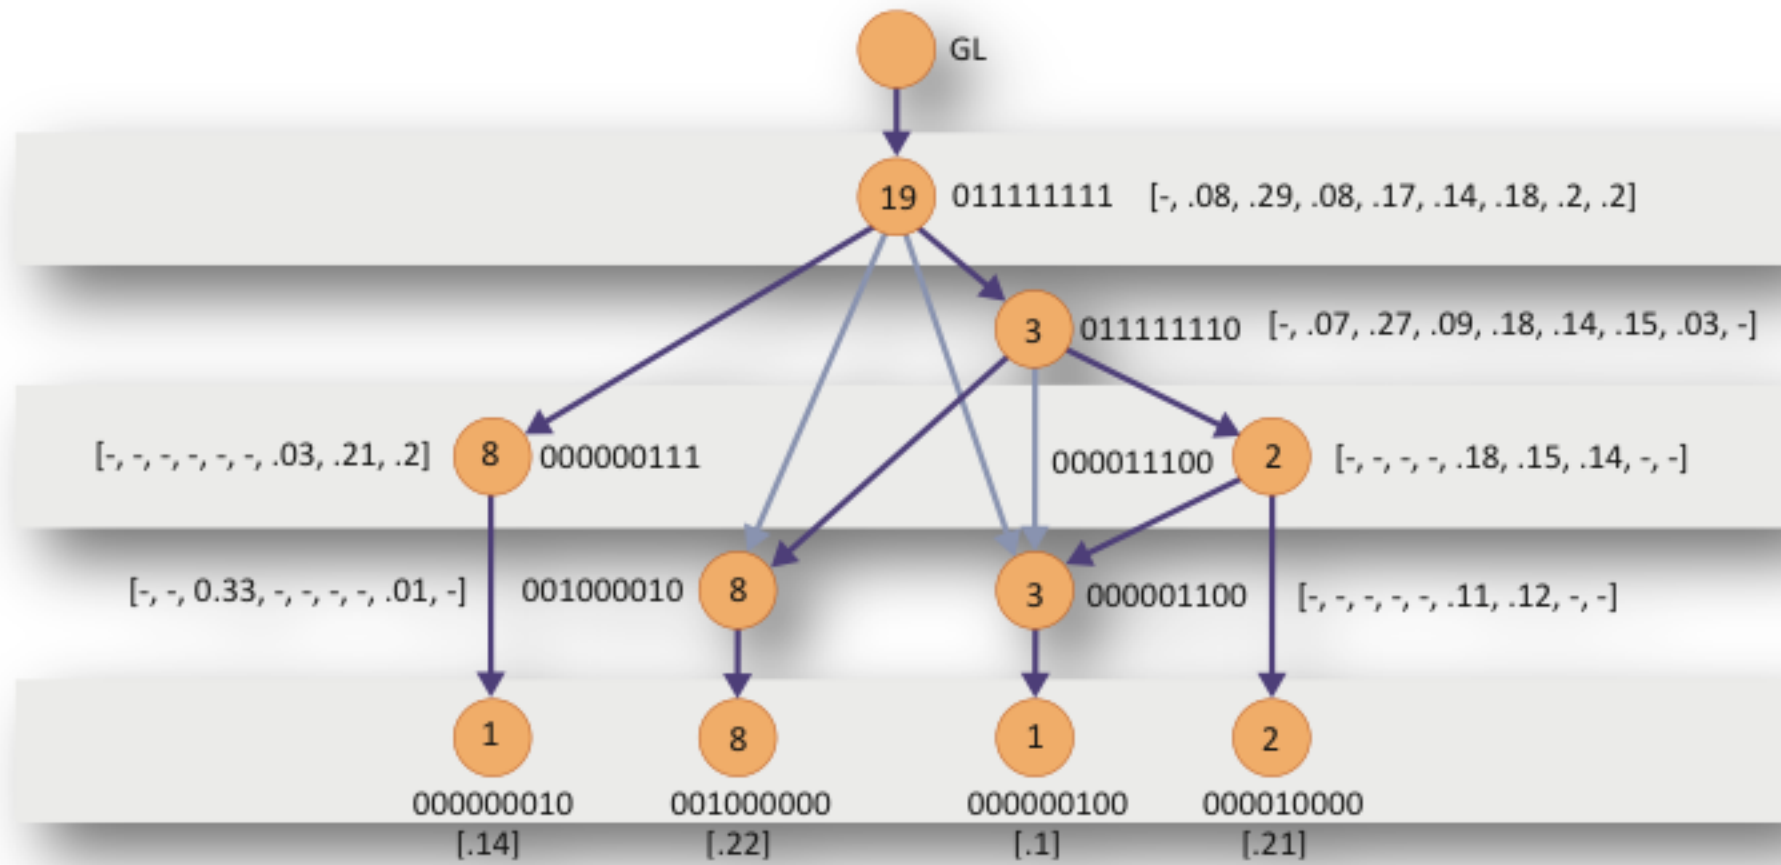 GL
19 011111111 [-, .08, .29, .08, .17, .14, .18, .2, .2]
3 011111110 [-, .07, .27, .09, .18, .14, .15, .03, -]
[-, -, -, -, -, -, .03, .21, .2] 8 000000111 000011100 2 [-, -, -, -, .18, .15, .14, -, -]
[-, -, 0.33, -, -, -, -, .01, -] 001000010 8 3 000001100 [-, -, -, -, -, .11, .12, -, -]
1 8 1 2
000000010 001000000 000000100 000010000
[.14] [.22] [.1] [.21]